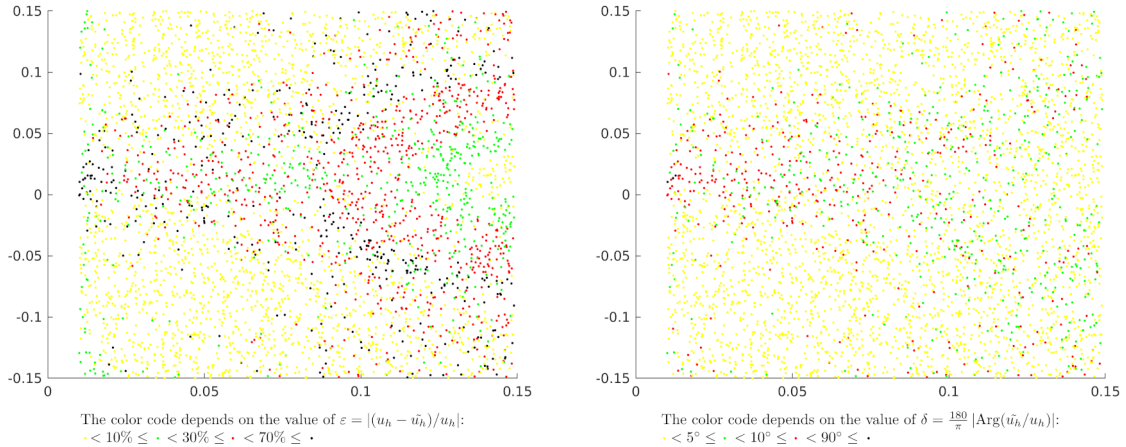 0.15
0.1
0.05
0
-0.05
-0.1
-0.15
0 0.05 0.1 0.15
The color code depends on the value of ε = |(u_h − ũ_h)/u_h|:
< 10% ≤ < 30% ≤ < 70% ≤
0.15
0.1
0.05
0
-0.05
-0.1
-0.15
0 0.05 0.1 0.15
The color code depends on the value of δ = 180/π |Arg(ũ_h/u_h)|:
< 5° ≤ < 10° ≤ < 90° ≤